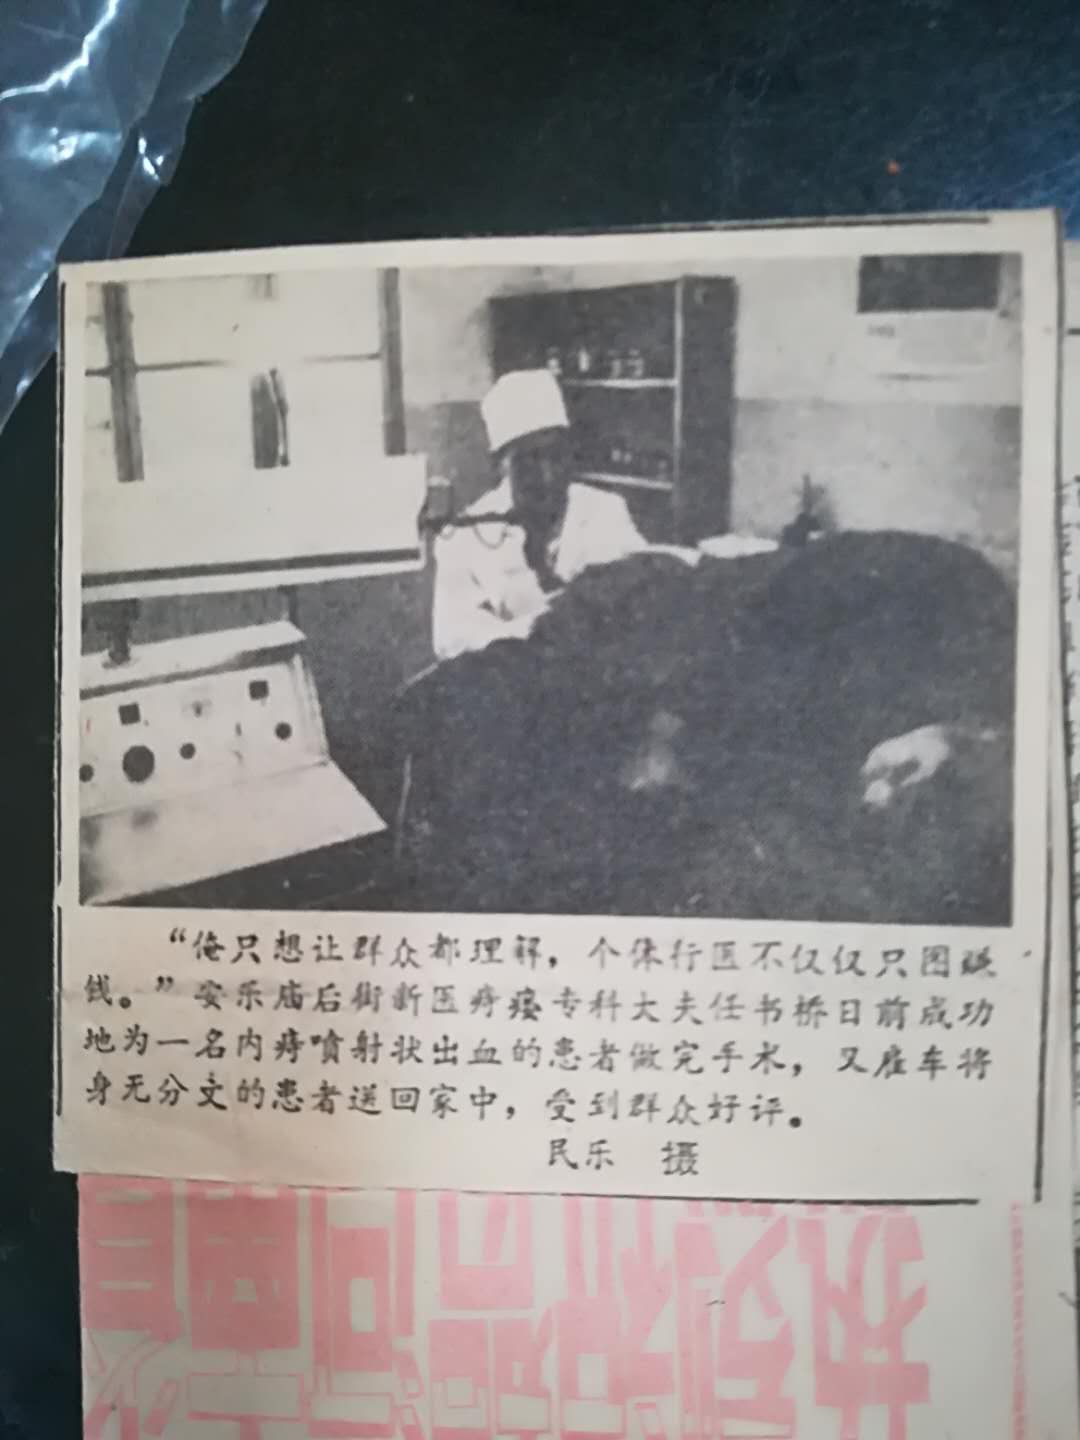 “俺只想让群众都理解，个体行医不仅仅只图赚
钱。”安乐庙后街新医痔瘘专科大夫任书桥日前成功
地为一名内痔喷射状出血的患者做完手术，又雇车将
身无分文的患者送回家中，受到群众好评。
民乐 摄